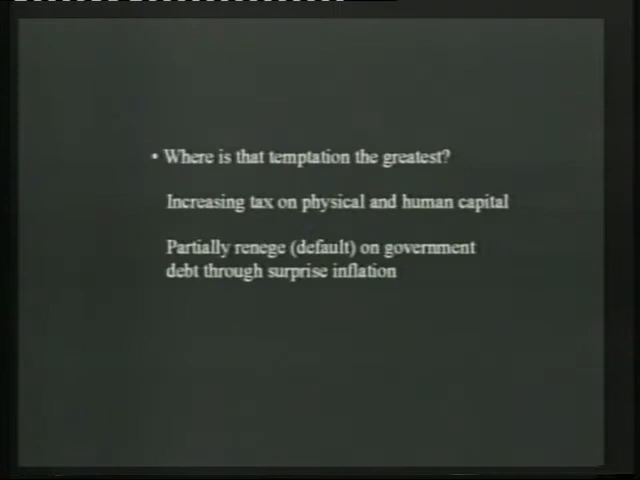 • Where is that temptation the greatest?
Increasing tax on physical and human capital
Partially renege (default) on government
debt through surprise inflation